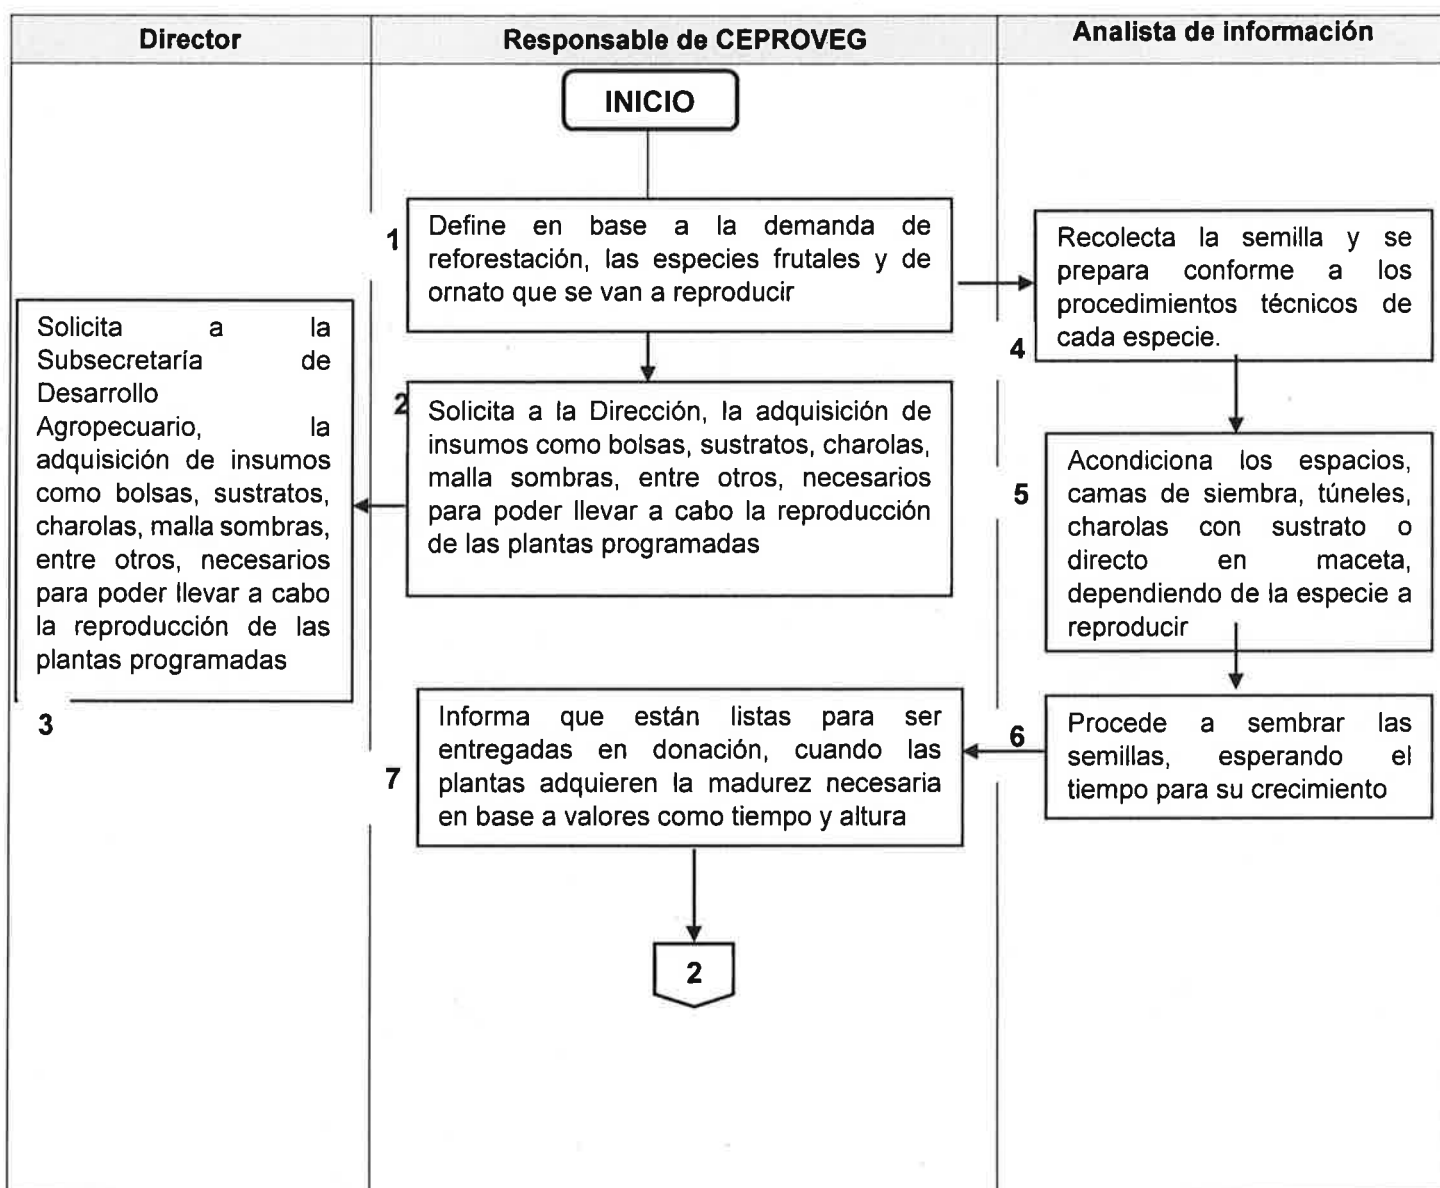 Director
Responsable de CEPROVEG
Analista de información
INICIO
1
Define en base a la demanda de
reforestación, las especies frutales y de
ornato que se van a reproducir
2
Solicita a la Dirección, la adquisición de
insumos como bolsas, sustratos, charolas,
malla sombras, entre otros, necesarios
para poder llevar a cabo la reproducción
de las plantas programadas
Solicita a la
Subsecretaría de
Desarrollo
Agropecuario, la
adquisición de insumos
como bolsas, sustratos,
charolas, malla sombras,
entre otros, necesarios
para poder llevar a cabo
la reproducción de las
plantas programadas
3
Recolecta la semilla y se
prepara conforme a los
procedimientos técnicos de
cada especie.
4
5
Acondiciona los espacios,
camas de siembra, túneles,
charolas con sustrato o
directo en maceta,
dependiendo de la especie a
reproducir
6
Procede a sembrar las
semillas, esperando el
tiempo para su crecimiento
7
Informa que están listas para ser
entregadas en donación, cuando las
plantas adquieren la madurez necesaria
en base a valores como tiempo y altura
2